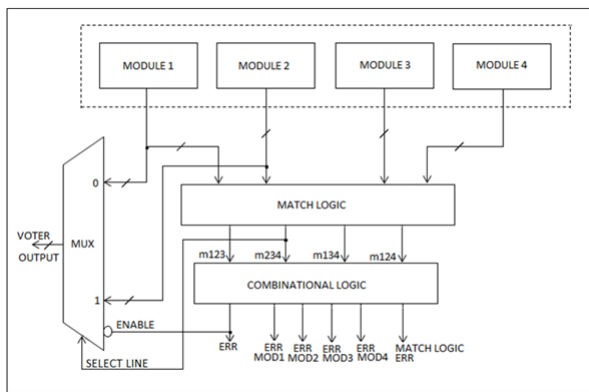 MODULE 1
MODULE 2
MODULE 3
MODULE 4
0
MATCH LOGIC
VOTER
OUTPUT
MUX
m123
m234
m134
m124
COMBINATIONAL LOGIC
1
ENABLE
SELECT LINE
ERR
ERR
MOD1
ERR
MOD2
ERR
MOD3
ERR
MOD4
MATCH LOGIC
ERR